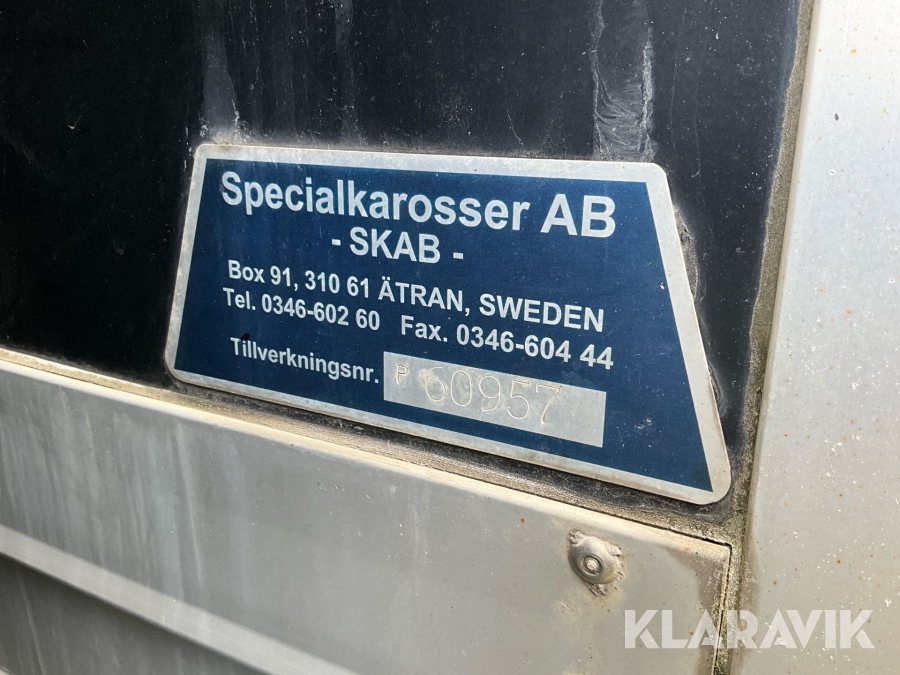 Specialkarosser AB
- SKAB -
Box 91, 310 61 ÄTRAN, SWEDEN
Tel. 0346-602 60 Fax. 0346-604 44
Tillverkningsnr. P 60957
KLARAVIK